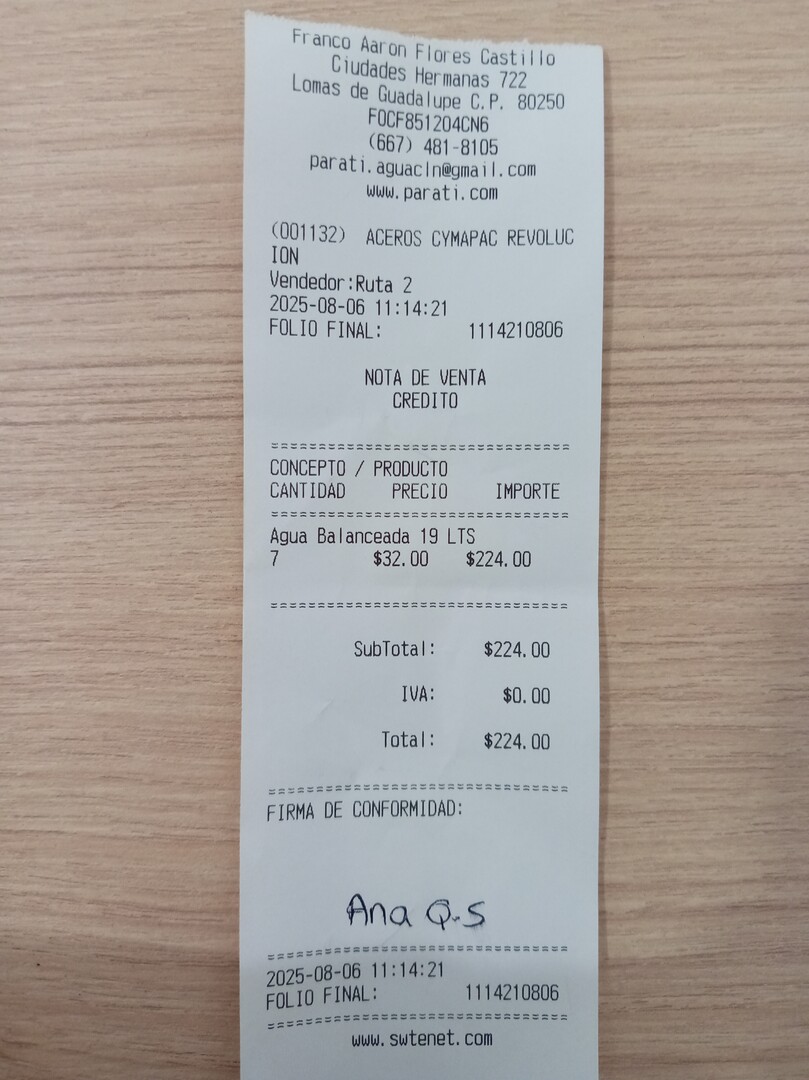 Franco Aaron Flores Castillo
Ciudades Hermanas 722
Lomas de Guadalupe C.P. 80250
FOCF851204CN6
(667) 481-8105
parati.aguacln@gmail.com
www.parati.com
(001132) ACEROS CYMAPAC REVOLUC
ION
Vendedor:Ruta 2
2025-08-06 11:14:21
FOLIO FINAL: 1114210806
NOTA DE VENTA
CREDITO
================================
CONCEPTO / PRODUCTO
CANTIDAD PRECIO IMPORTE
================================
Agua Balanceada 19 LTS
7 $32.00 $224.00
================================
SubTotal: $224.00
IVA: $0.00
Total: $224.00
================================
FIRMA DE CONFORMIDAD:
Ana Q.S
================================
2025-08-06 11:14:21
FOLIO FINAL: 1114210806
================================
www.swtenet.com